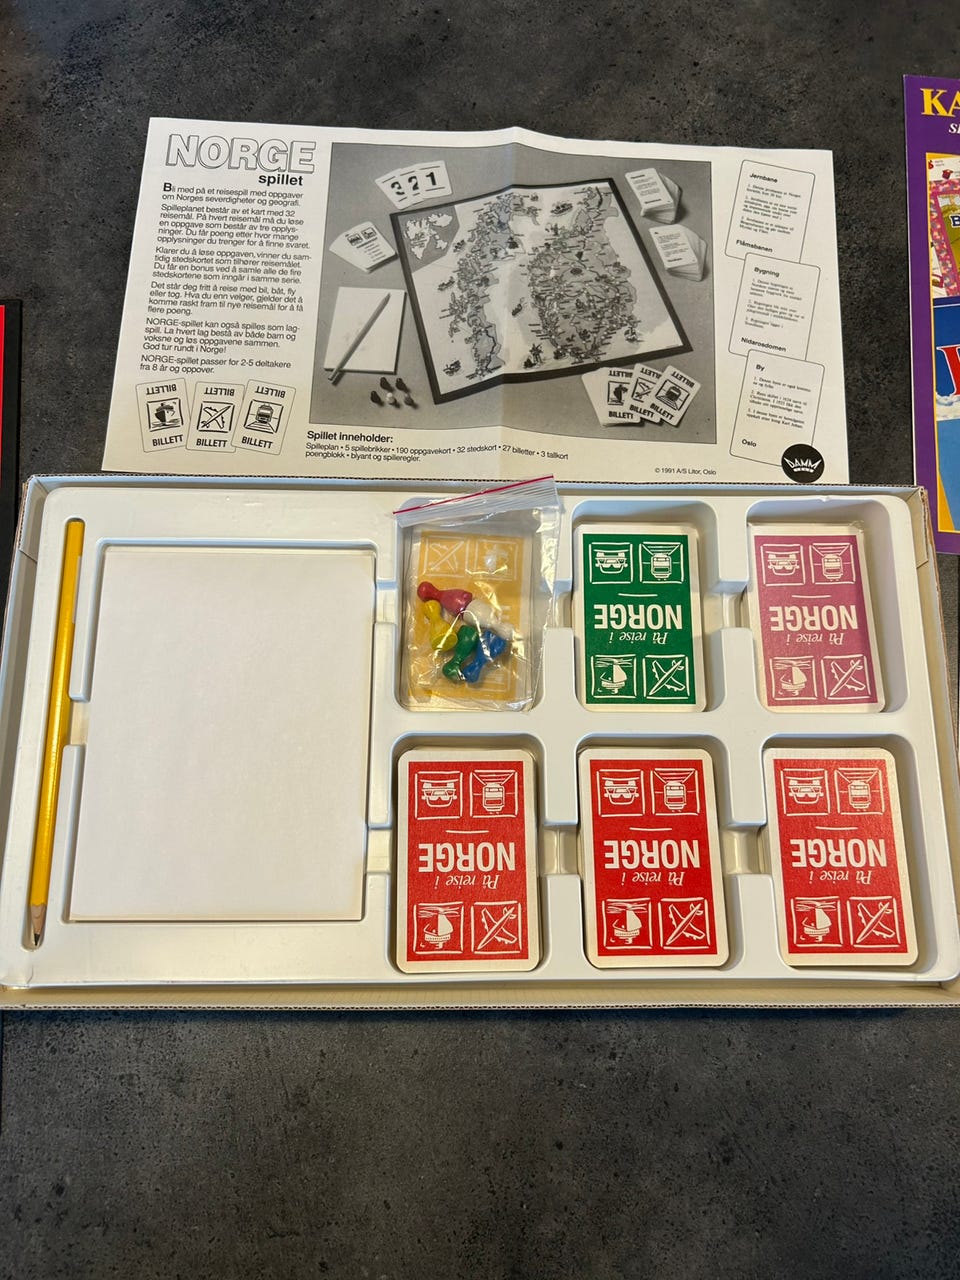 NORGE
spillet
Bli med på et reisespill med oppgaver
om Norges severdigheter og geografi.
Spilleplanet består av et kart med 32
reisemål. På hvert reisemål må du løse
en oppgave som består av tre opplys-
ninger. Du får poeng etter hvor mange
opplysninger du trenger for å finne svaret.
Klarer du å løse oppgaven, vinner du sam-
tidig stedskortet som tilhører reisemålet.
Du får en bonus ved å samle alle de fire
stedskortene som inngår i samme serie.
Det står deg fritt å reise med bil, båt, fly
eller tog. Hva du enn velger, gjelder det å
komme raskt fram til nye reisemål for å få
flere poeng.
NORGE-spillet kan også spilles som lag-
spill. La hvert lag bestå av både barn og
voksne og løs oppgavene sammen.
God tur rundt i Norge!
NORGE-spillet passer for 2-5 deltakere
fra 8 år og oppover.
BILLETT
BILLETT
BILLETT
BILLETT
BILLETT
BILLETT
3 2 1
BILLETT
BILLETT
BILLETT
Jernbane
Flåmsbanen
Bygning
Nidarosdomen
By
Oslo
Spillet inneholder:
Spilleplan • 5 spillebrikker • 190 oppgavekort • 32 stedskort • 27 billetter • 3 tallkort
poengblokk • blyant og spilleregler.
© 1991 A/S Litor, Oslo
DAMM
KA
På reise i
NORGE
På reise i
NORGE
På reise i
NORGE
På reise i
NORGE
På reise i
NORGE